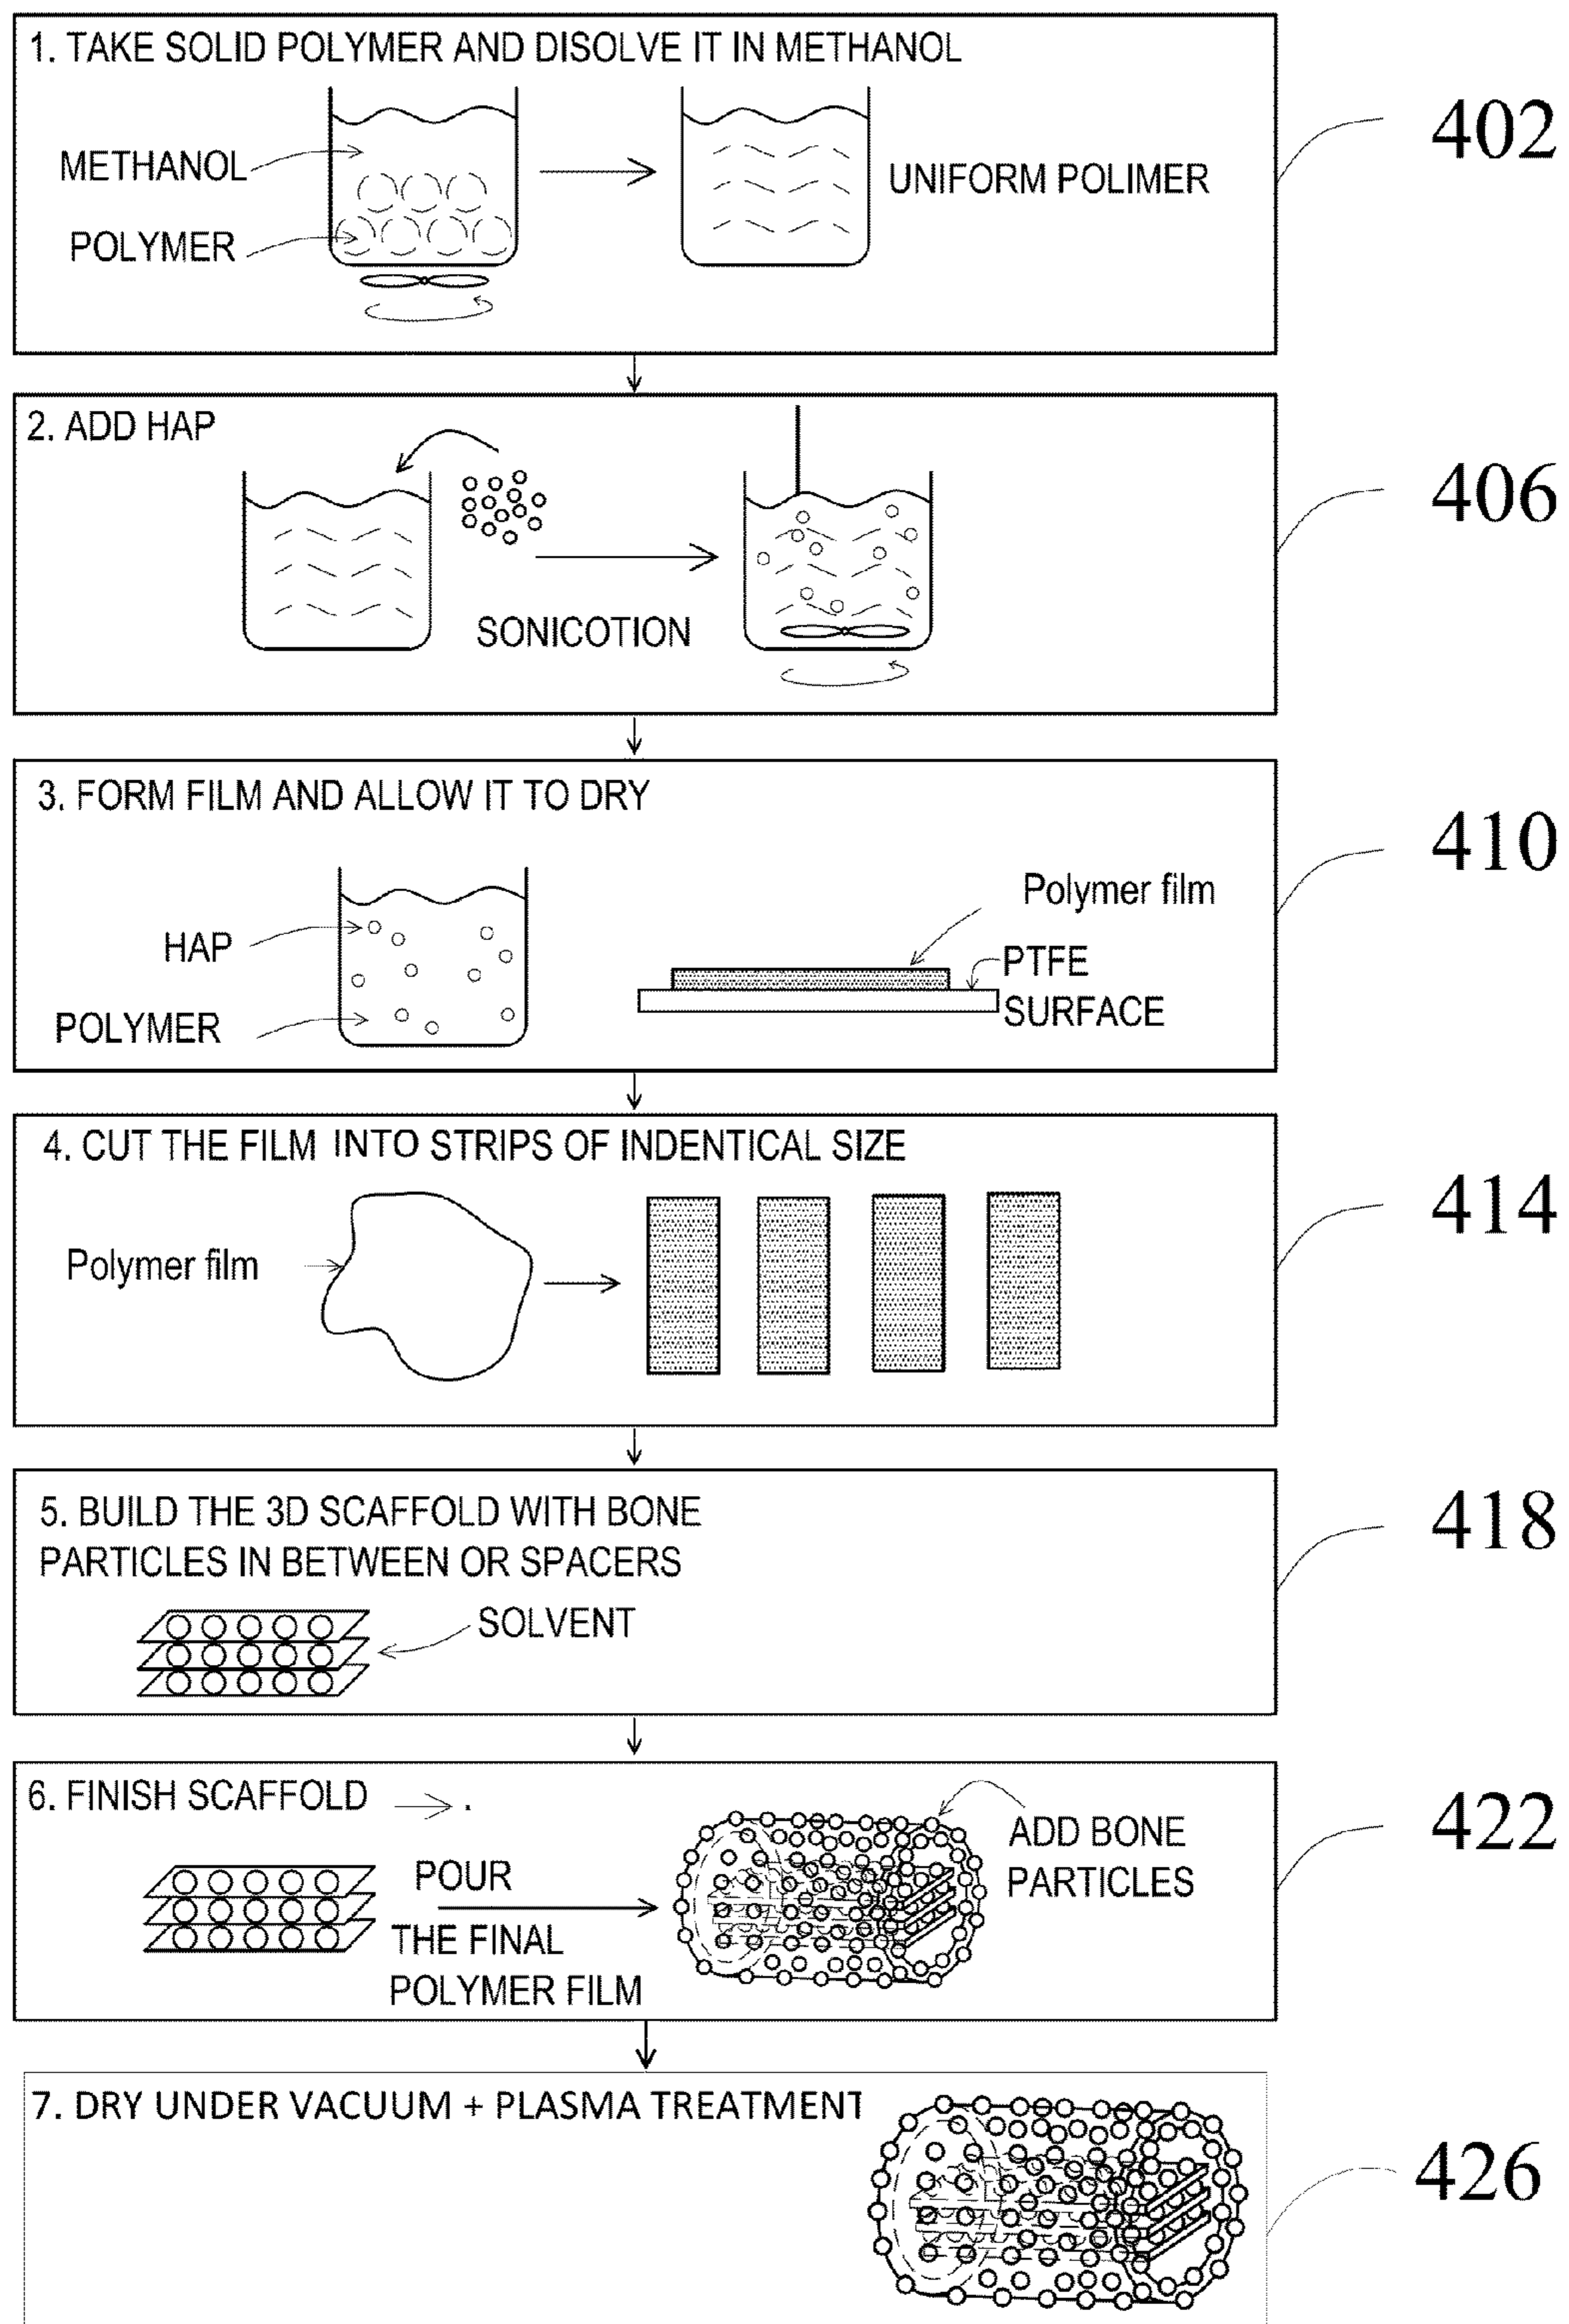 1. TAKE SOLID POLYMER AND DISOLVE IT IN METHANOL
METHANOL
POLYMER
UNIFORM POLIMER
402
2. ADD HAP
SONICOTION
406
3. FORM FILM AND ALLOW IT TO DRY
HAP
POLYMER
Polymer film
PTFE
SURFACE
410
4. CUT THE FILM INTO STRIPS OF INDENTICAL SIZE
Polymer film
414
5. BUILD THE 3D SCAFFOLD WITH BONE
PARTICLES IN BETWEEN OR SPACERS
SOLVENT
418
6. FINISH SCAFFOLD
POUR
THE FINAL
POLYMER FILM
ADD BONE
PARTICLES
422
7. DRY UNDER VACUUM + PLASMA TREATMENT
426